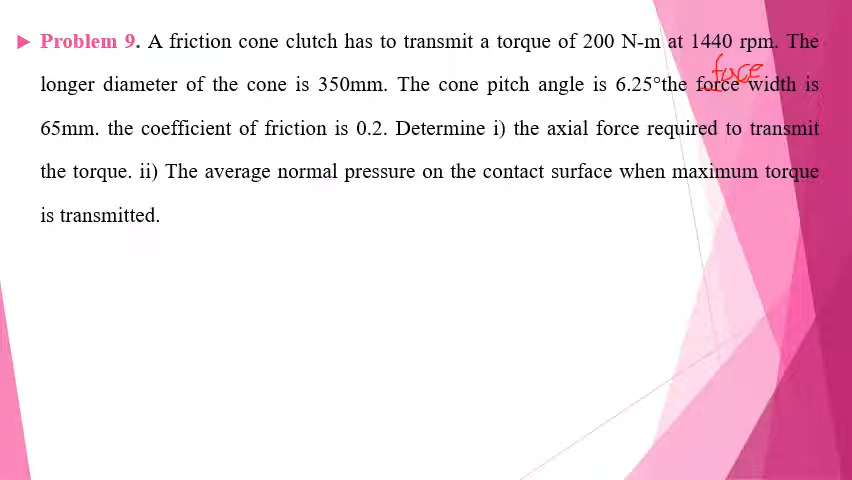 Problem 9. A friction cone clutch has to transmit a torque of 200 N-m at 1440 rpm. The
face
longer diameter of the cone is 350mm. The cone pitch angle is 6.25°the force width is
65mm. the coefficient of friction is 0.2. Determine i) the axial force required to transmit
the torque. ii) The average normal pressure on the contact surface when maximum torque
is transmitted.